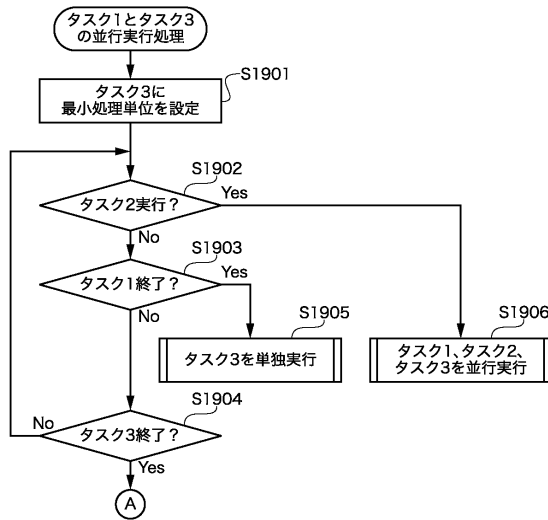 タスク1とタスク3
の並行実行処理
S1901
タスク3に
最小処理単位を設定
S1902
タスク2実行？
Yes
No
S1903
タスク1終了？
Yes
No
S1905
タスク3を単独実行
S1906
タスク1、タスク2、
タスク3を並行実行
S1904
タスク3終了？
No
Yes
A